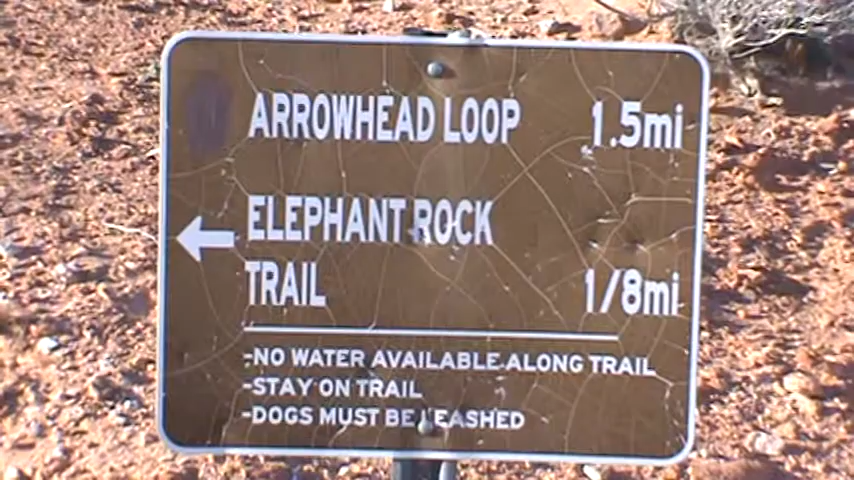 ARROWHEAD LOOP 1.5mi
ELEPHANT ROCK
TRAIL 1/8mi
-NO WATER AVAILABLE ALONG TRAIL
-STAY ON TRAIL
-DOGS MUST BE LEASHED